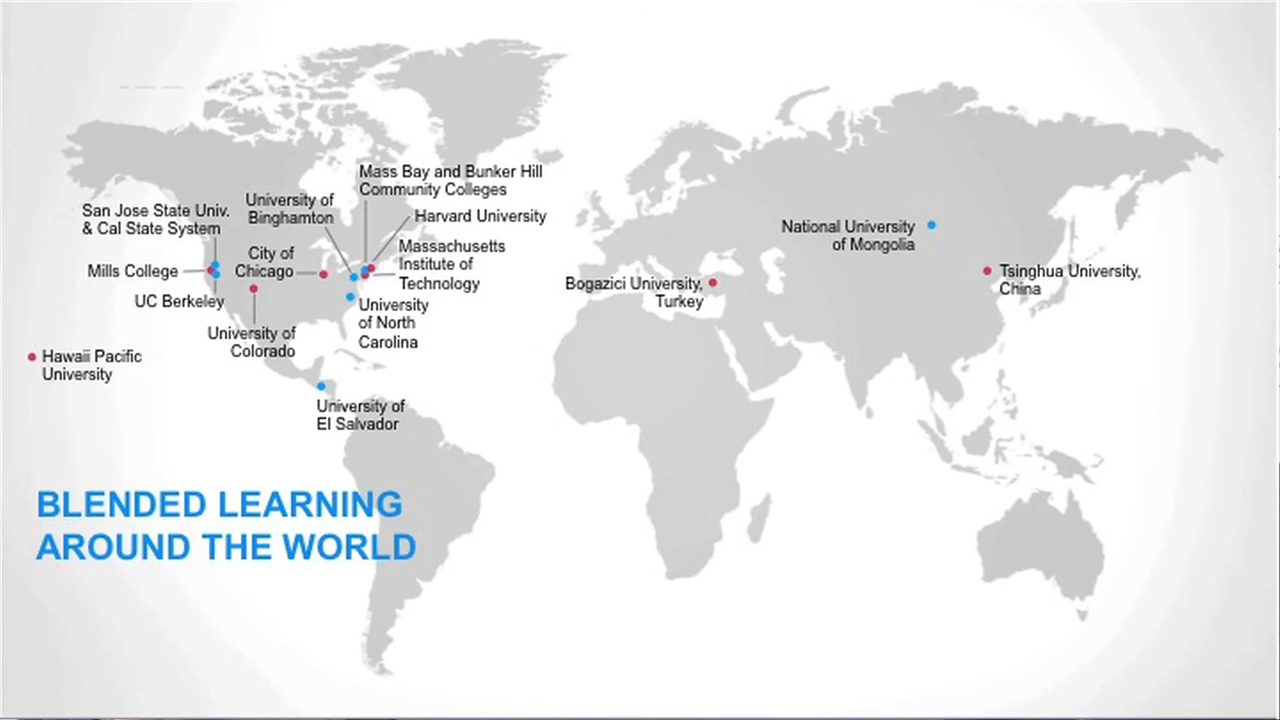 Mass Bay and Bunker Hill
Community Colleges
University of
Binghamton
San Jose State Univ.
& Cal State System
Harvard University
City of
Chicago
Massachusetts
Institute of
Technology
Mills College
UC Berkeley
University
of North
Carolina
University of
Colorado
Hawaii Pacific
University
University of
El Salvador
National University
of Mongolia
Bogazici University,
Turkey
Tsinghua University,
China
BLENDED LEARNING
AROUND THE WORLD